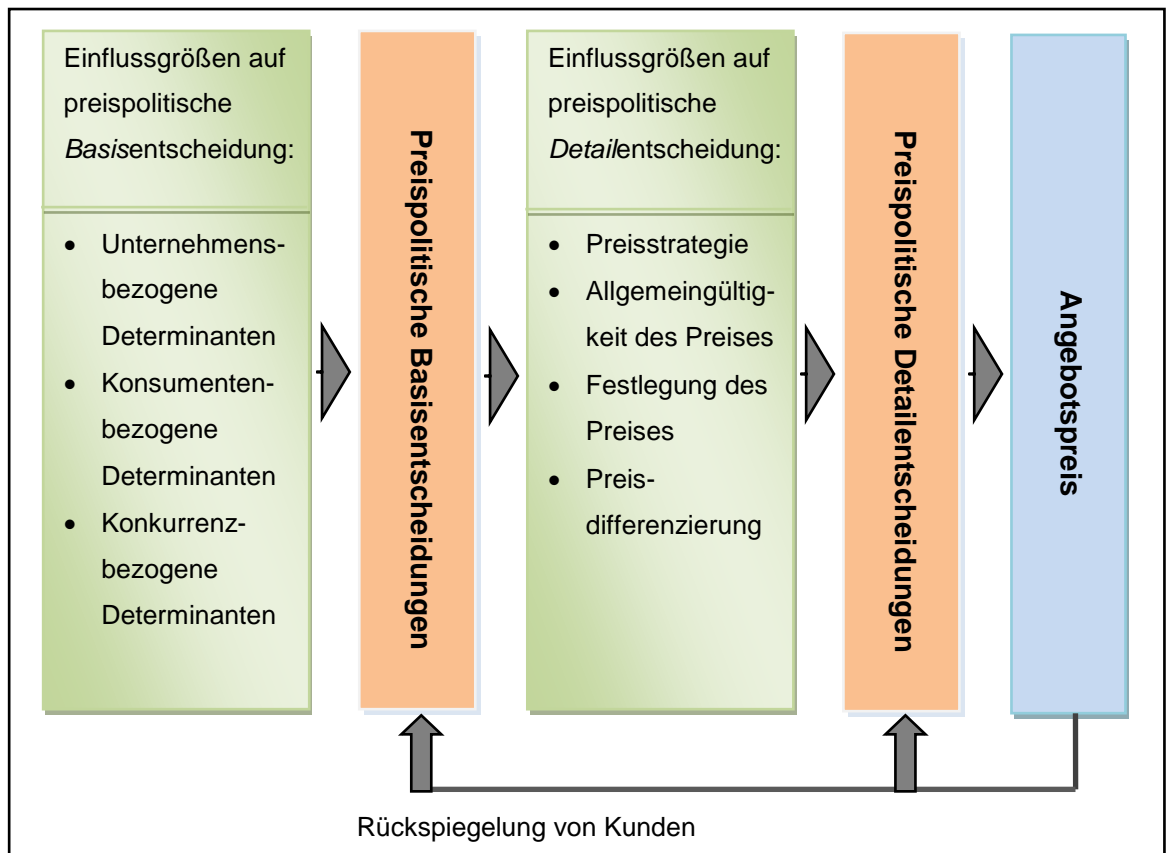 Einflussgrößen auf
preispolitische
Basisentscheidung:
• Unternehmens-
bezogene
Determinanten
• Konsumenten-
bezogene
Determinanten
• Konkurrenz-
bezogene
Determinanten
Preispolitische Basisentscheidungen
Einflussgrößen auf
preispolitische
Detailentscheidung:
• Preisstrategie
• Allgemeingültig-
keit des Preises
• Festlegung des
Preises
• Preis-
differenzierung
Preispolitische Detailentscheidungen
Angebotspreis
Rückspiegelung von Kunden